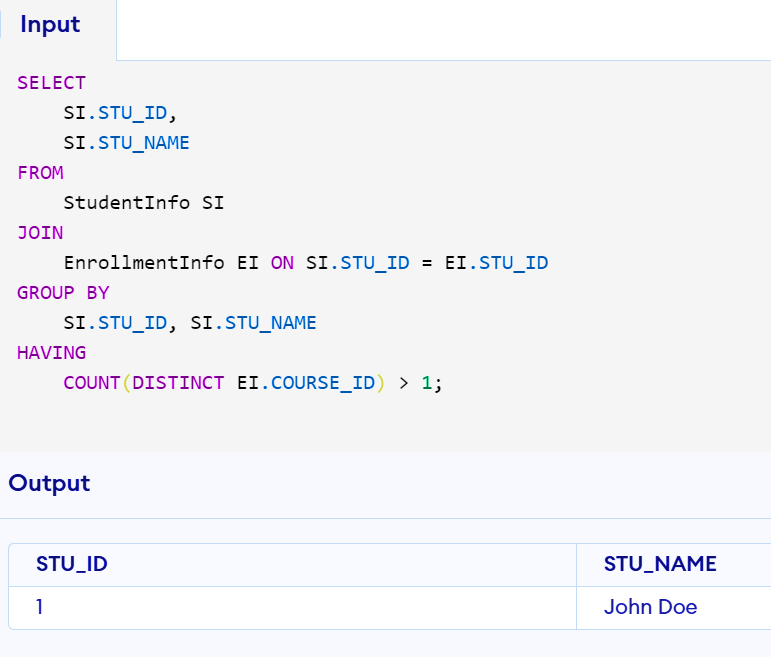 Input
SELECT
SI.STU_ID,
SI.STU_NAME
FROM
StudentInfo SI
JOIN
EnrollmentInfo EI ON SI.STU_ID = EI.STU_ID
GROUP BY
SI.STU_ID, SI.STU_NAME
HAVING
COUNT(DISTINCT EI.COURSE_ID) > 1;
Output
STU_ID STU_NAME
1 John Doe